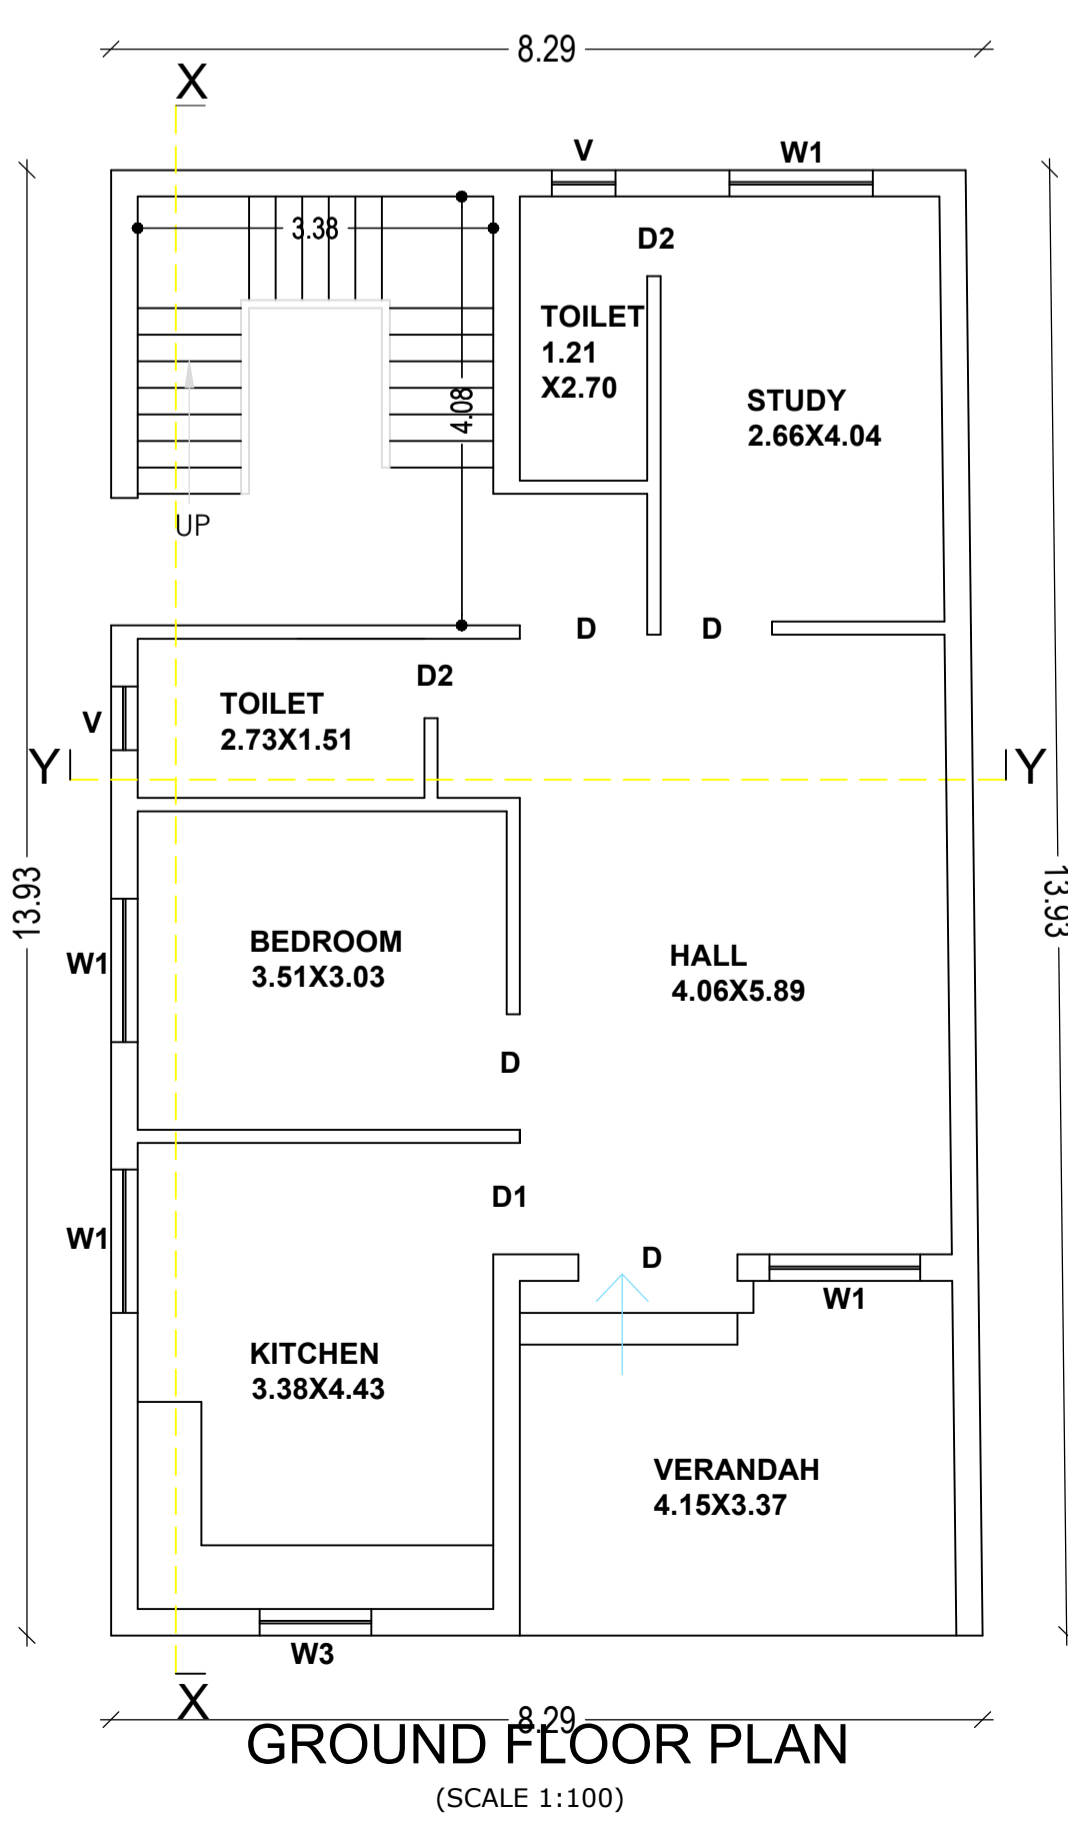 8.29
X
V
W1
3.38
D2
TOILET
1.21
X2.70
4.08
STUDY
2.66X4.04
UP
D
D
D2
TOILET
2.73X1.51
V
Y
Y
13.93
13.93
BEDROOM
3.51X3.03
W1
HALL
4.06X5.89
D
D1
W1
D
W1
KITCHEN
3.38X4.43
VERANDAH
4.15X3.37
W3
X
8.29
GROUND FLOOR PLAN
(SCALE 1:100)